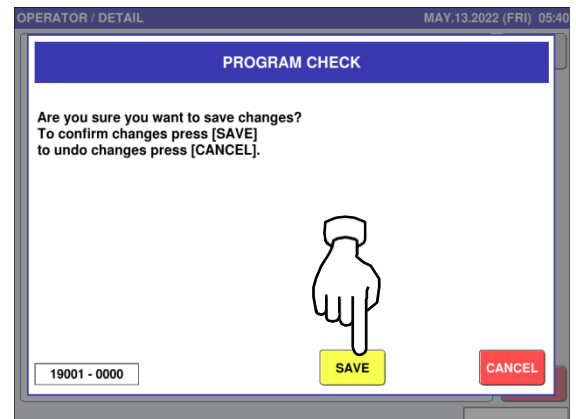 OPERATOR / DETAIL MAY.13.2022 (FRI) 05:40
PROGRAM CHECK
Are you sure you want to save changes?
To confirm changes press [SAVE]
to undo changes press [CANCEL].
19001 - 0000
SAVE
CANCEL